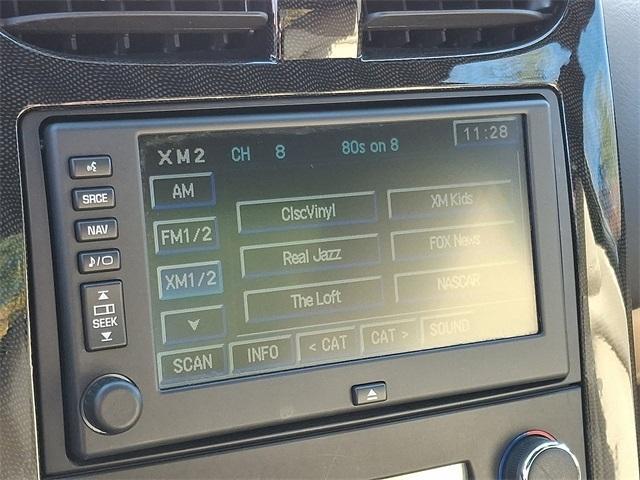 XM2 CH 8 80s on 8 11:28
AM
FM1/2
XM1/2
ClscVinyl XM Kids
Real Jazz FOX News
The Loft NASCAR
SCAN INFO < CAT CAT > SOUND
SRCE
NAV
SEEK